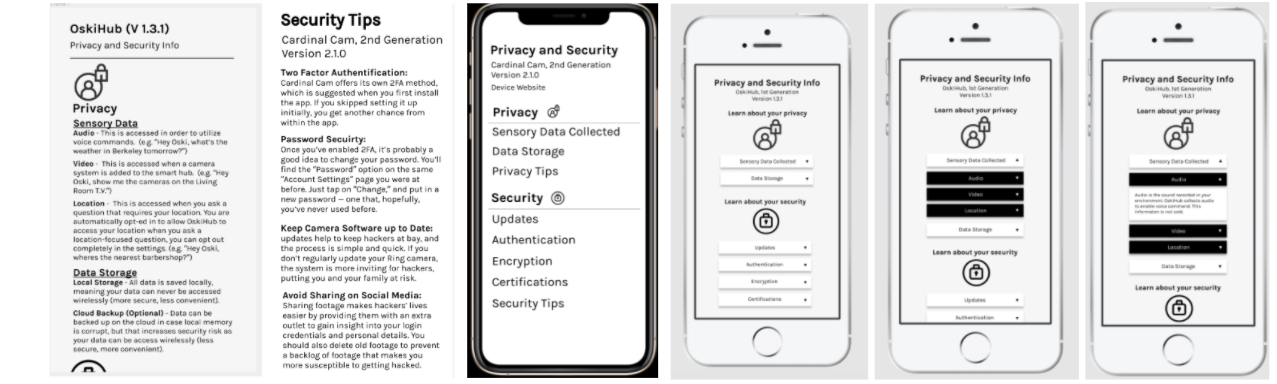 OskiHub (V 1.3.1)
Privacy and Security Info
Privacy
Sensory Data
Audio - This is accessed in order to utilize
voice commands. (e.g. "Hey Oski, what's the
weather in Berkeley tomorrow?")
Video - This is accessed when a camera
system is added to the smart hub. (e.g. "Hey
Oski, show me the cameras on the Living
Room T.V.")
Location - This is accessed when you ask a
question that requires your location. You are
automatically opt-ed in to allow OskiHub to
access your location when you ask a
location-focused question, you can opt out
completely in the settings. (e.g. "Hey Oski,
wheres the nearest barbershop?")
Data Storage
Local Storage - All data is saved locally,
meaning your data can never be accessed
wirelessly (more secure, less convenient).
Cloud Backup (Optional) - Data can be
backed up on the cloud in case local memory
is corrupt, but that increases security risk as
your data can be access wirelessly (less
secure, more convenient).
Security Tips
Cardinal Cam, 2nd Generation
Version 2.1.0
Two Factor Authentification:
Cardinal Cam offers its own 2FA method,
which is suggested when you first install
the app. If you skipped setting it up
initially, you get another chance from
within the app.
Password Secuirty:
Once you've enabled 2FA, it's probably a
good idea to change your password. You'll
find the "Password" option on the same
"Account Settings" page you were at
before. Just tap on "Change," and put in a
new password — one that, hopefully,
you've never used before.
Keep Camera Software up to Date:
updates help to keep hackers at bay, and
the process is simple and quick. If you
don't regularly update your Ring camera,
the system is more inviting for hackers,
putting you and your family at risk.
Avoid Sharing on Social Media:
Sharing footage makes hackers' lives
easier by providing them with an extra
outlet to gain insight into your login
credentials and personal details. You
should also delete old footage to prevent
a backlog of footage that makes you
more susceptible to getting hacked.
Privacy and Security
Cardinal Cam, 2nd Generation
Version 2.1.0
Device Website
Privacy
Sensory Data Collected
Data Storage
Privacy Tips
Security
Updates
Authentication
Encryption
Certifications
Security Tips
Privacy and Security Info
OskiHub, 1st Generation
Version 1.3.1
Learn about your privacy
Sensory Data Collected
Data Storage
Learn about your security
Updates
Authentication
Encryption
Certifications
Privacy and Security Info
OskiHub, 1st Generation
Version 1.3.1
Learn about your privacy
Sensory Data Collected
Audio
Video
Location
Data Storage
Learn about your security
Updates
Authentication
Privacy and Security Info
OskiHub, 1st Generation
Version 1.3.1
Learn about your privacy
Sensory Data Collected
Audio
Audio is the sound recorded in your
environment. OskiHub collects audio
to enable voice command. This
information is not sold.
Video
Location
Data Storage
Learn about your security